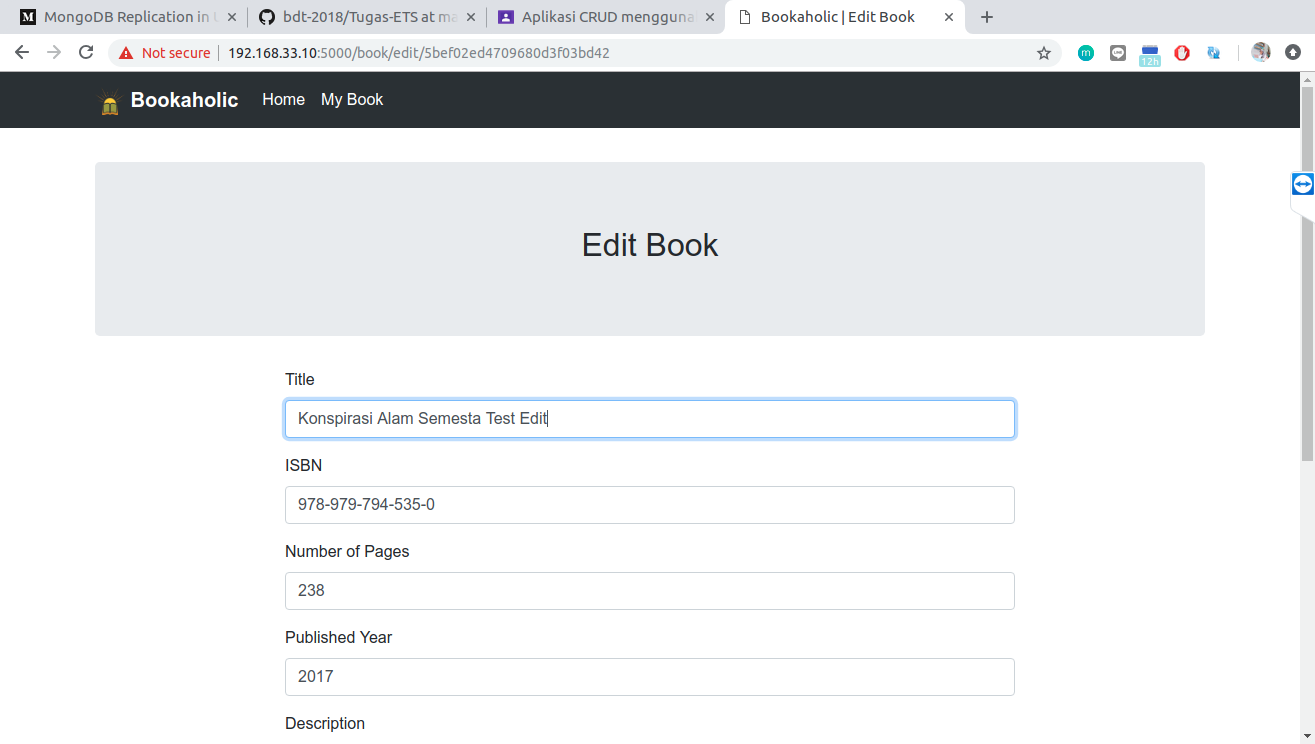 MongoDB Replication in U
bdt-2018/Tugas-ETS at ma
Aplikasi CRUD mengguna
Bookaholic | Edit Book
Not secure
192.168.33.10:5000/book/edit/5bef02ed4709680d3f03bd42
12h
Bookaholic
Home
My Book
Edit Book
Title
Konspirasi Alam Semesta Test Edit
ISBN
978-979-794-535-0
Number of Pages
238
Published Year
2017
Description